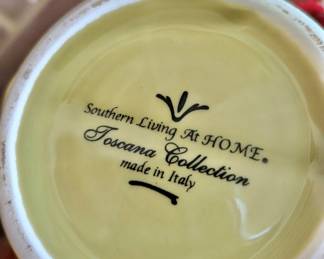 Southern Living At HOME®
Toscana Collection
made in Italy